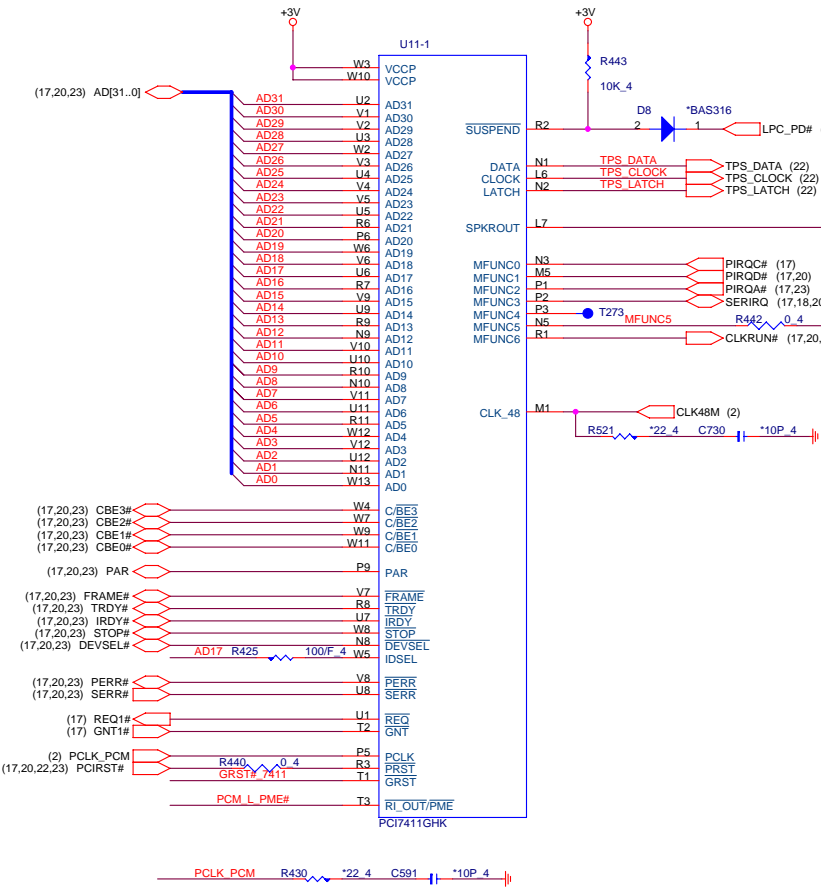 +3V +3V
U11-1
R443
10K_4
W3 VCCP
W10 VCCP
(17,20,23) AD[31..0]
AD31 U2 AD31
AD30 V1 AD30
AD29 V2 AD29
AD28 U3 AD28
AD27 W2 AD27
AD26 V3 AD26
AD25 U4 AD25
AD24 V4 AD24
AD23 V5 AD23
AD22 U5 AD22
AD21 R6 AD21
AD20 P6 AD20
AD19 W6 AD19
AD18 V6 AD18
AD17 U6 AD17
AD16 R7 AD16
AD15 V9 AD15
AD14 U9 AD14
AD13 R9 AD13
AD12 N9 AD12
AD11 V10 AD11
AD10 U10 AD10
AD9 R10 AD9
AD8 N10 AD8
AD7 V11 AD7
AD6 U11 AD6
AD5 R11 AD5
AD4 W12 AD4
AD3 V12 AD3
AD2 U12 AD2
AD1 N11 AD1
AD0 W13 AD0
D8 *BAS316
SUSPEND R2 2 1 LPC_PD#
DATA N1 TPS_DATA TPS_DATA (22)
CLOCK L6 TPS_CLOCK TPS_CLOCK (22)
LATCH N2 TPS_LATCH TPS_LATCH (22)
SPKROUT L7
MFUNC0 N3 PIRQC# (17)
MFUNC1 M5 PIRQD# (17,20)
MFUNC2 P1 PIRQA# (17,23)
MFUNC3 P2 SERIRQ (17,18,20
MFUNC4 P3 T273
MFUNC5 N5 MFUNC5 R442 0_4
MFUNC6 R1 CLKRUN# (17,20,
CLK_48 M1 CLK48M (2)
R521 *22_4 C730 *10P_4
(17,20,23) CBE3# W4 C/BE3
(17,20,23) CBE2# W7 C/BE2
(17,20,23) CBE1# W9 C/BE1
(17,20,23) CBE0# W11 C/BE0
(17,20,23) PAR P9 PAR
(17,20,23) FRAME# V7 FRAME
(17,20,23) TRDY# R8 TRDY
(17,20,23) IRDY# U7 IRDY
(17,20,23) STOP# W8 STOP
(17,20,23) DEVSEL# N8 DEVSEL
AD17 R425 100/F_4 W5 IDSEL
(17,20,23) PERR# V8 PERR
(17,20,23) SERR# U8 SERR
(17) REQ1# U1 REQ
(17) GNT1# T2 GNT
(2) PCLK_PCM P5 PCLK
(17,20,22,23) PCIRST# R440 0_4 R3 PRST
GRST#_7411 T1 GRST
PCM_L_PME# T3 RI_OUT/PME
PCI7411GHK
PCLK_PCM R430 *22_4 C591 *10P_4